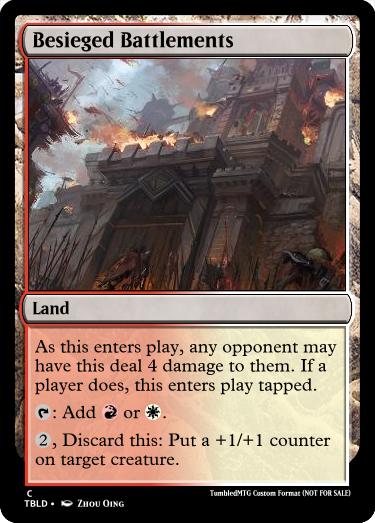 Besieged Battlements
Land
As this enters play, any opponent may
have this deal 4 damage to them. If a
player does, this enters play tapped.
: Add or .
2, Discard this: Put a +1/+1 counter
on target creature.
C
TBLD • Zhou Qing
TumbledMTG Custom Format (NOT FOR SALE)